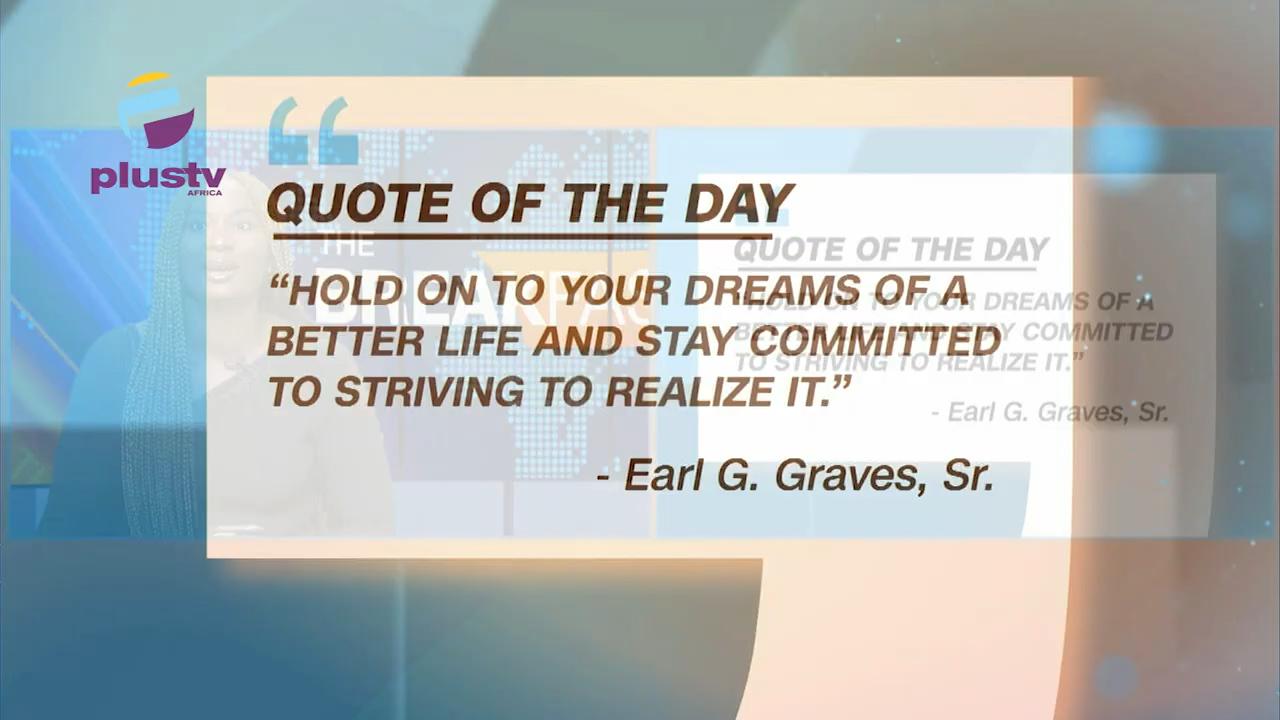 plustv
AFRICA
QUOTE OF THE DAY
“HOLD ON TO YOUR DREAMS OF A
BETTER LIFE AND STAY COMMITTED
TO STRIVING TO REALIZE IT.”
- Earl G. Graves, Sr.
THE
BREAKFAS
QUOTE OF THE DAY
“HOLD ON TO YOUR DREAMS OF A
BETTER LIFE AND STAY COMMITTED
TO STRIVING TO REALIZE IT.”
- Earl G. Graves, Sr.